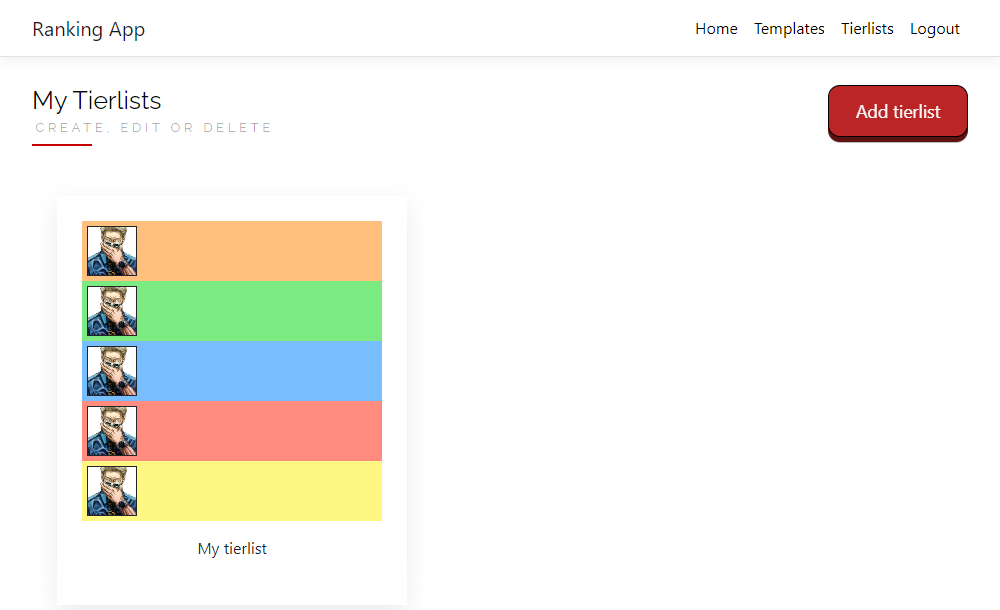 Ranking App
Home Templates Tierlists Logout
My Tierlists
CREATE, EDIT OR DELETE
Add tierlist
My tierlist